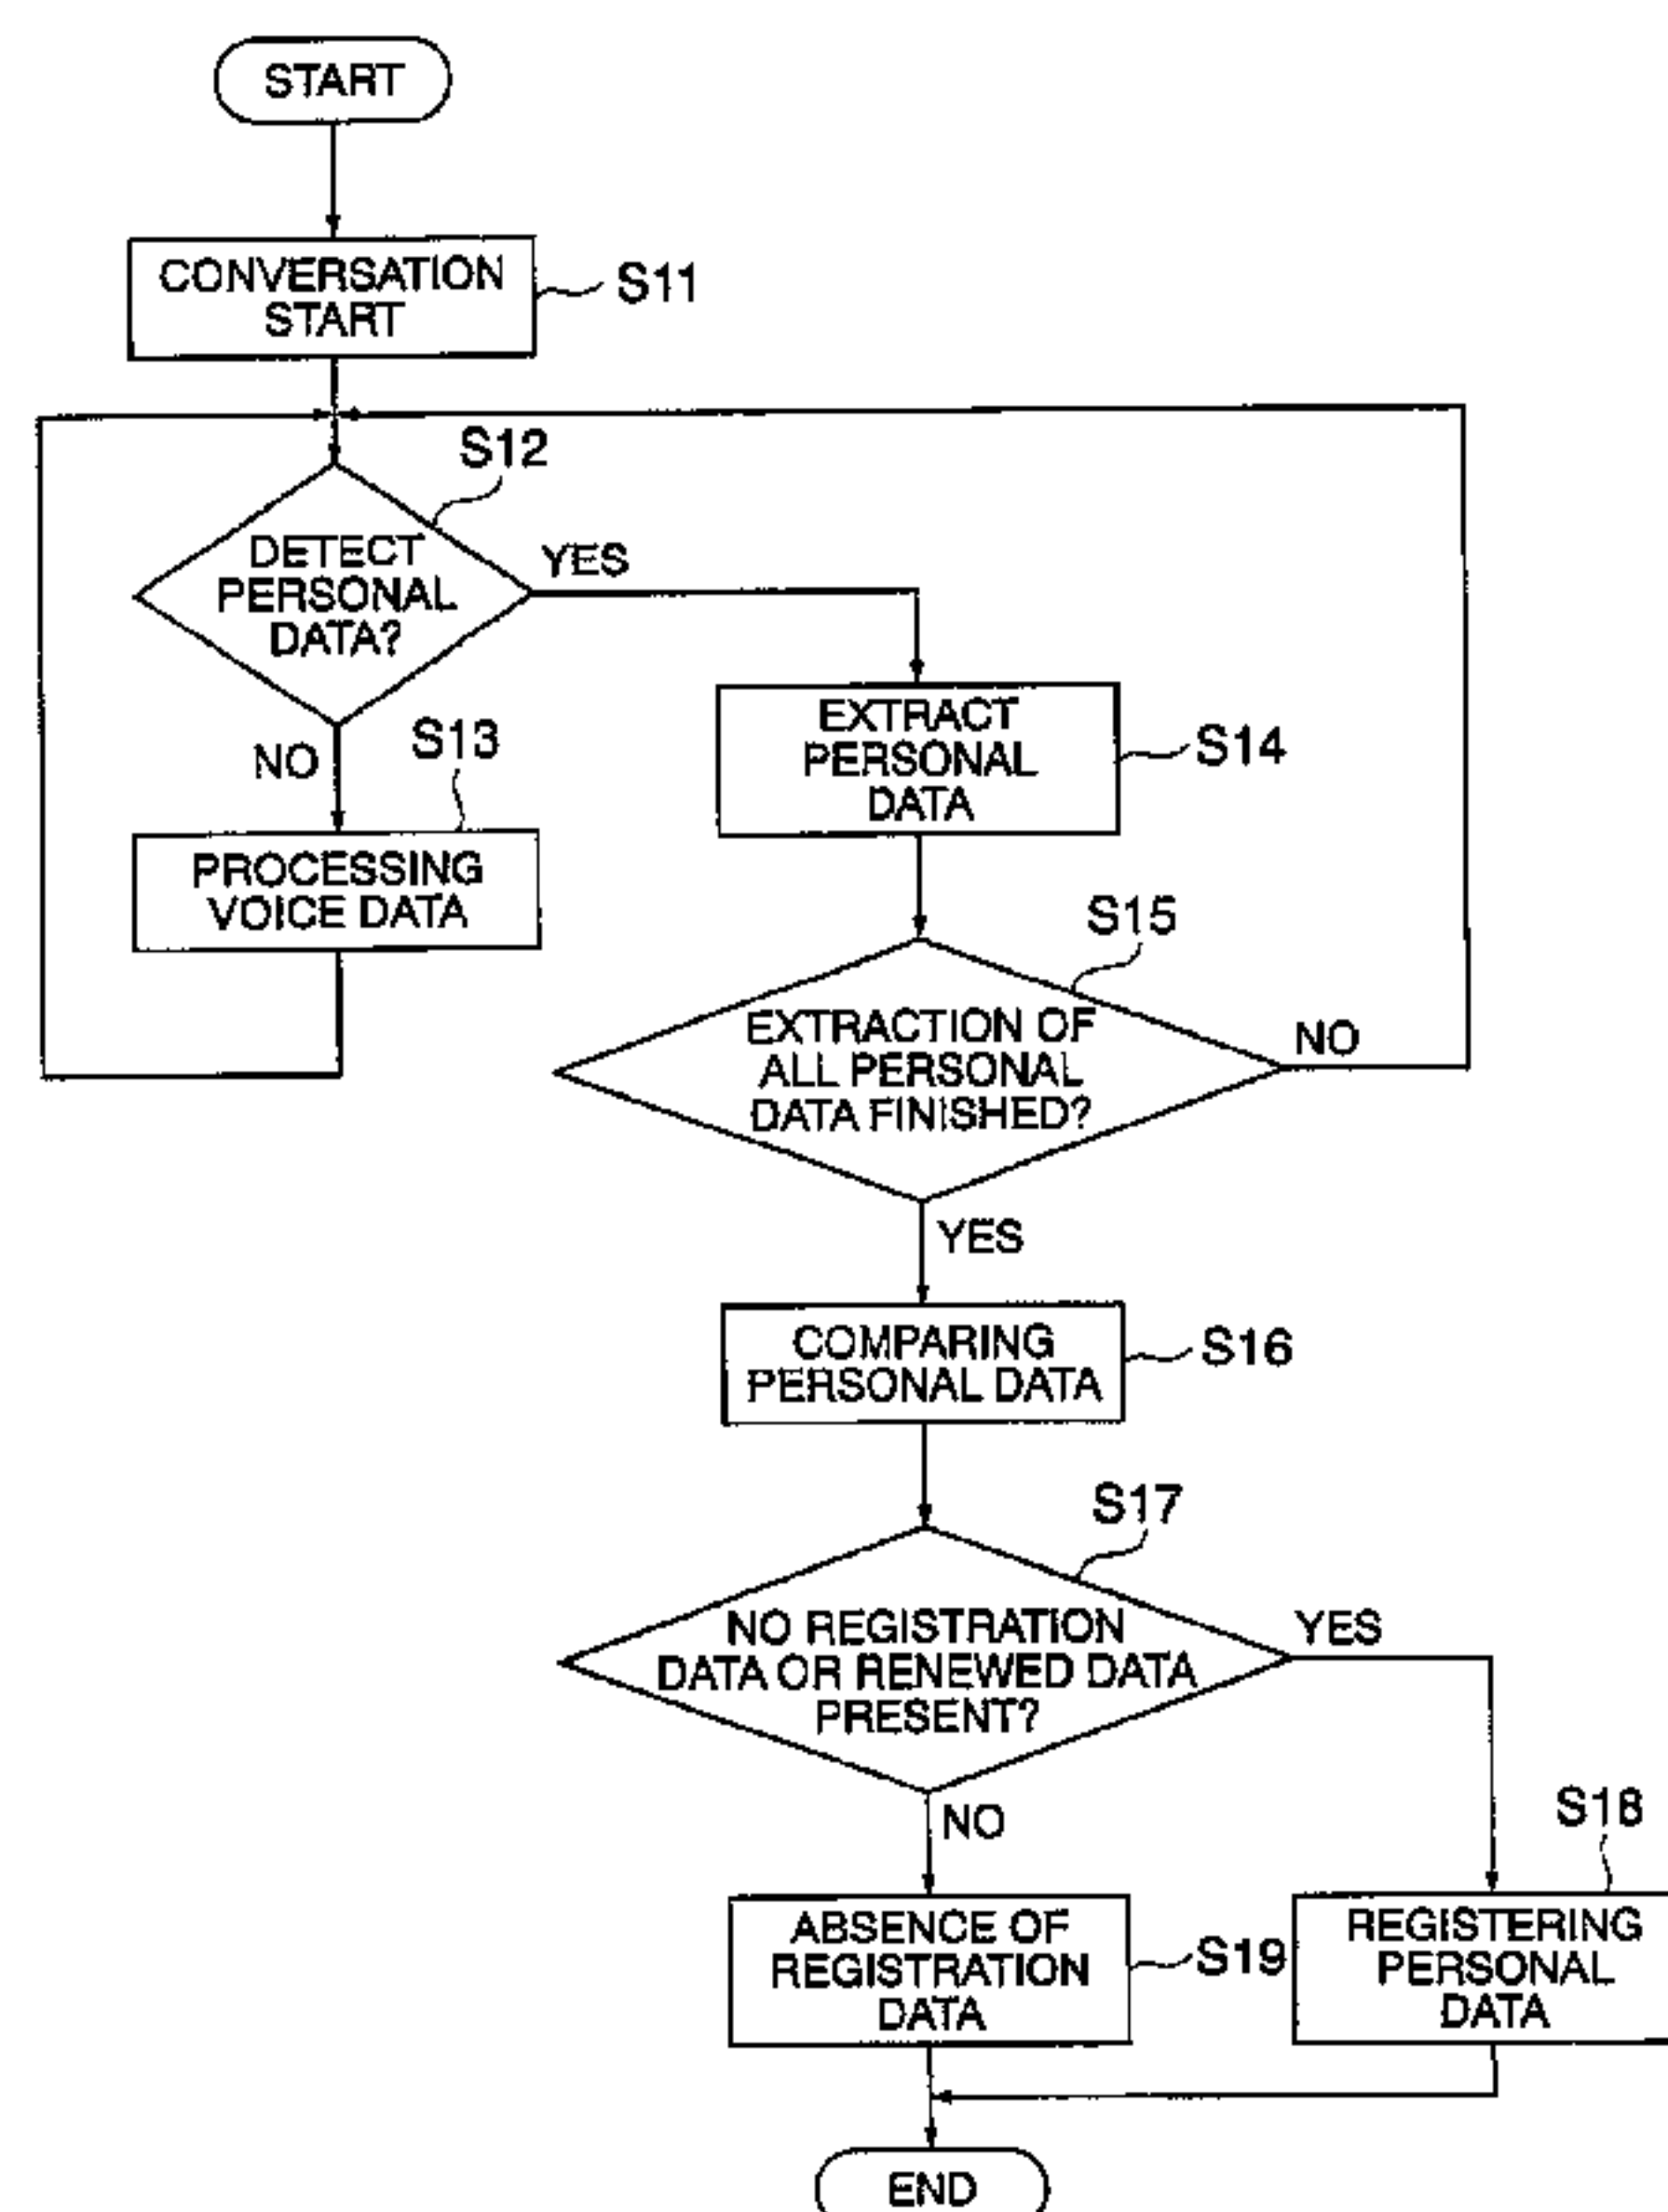 START
CONVERSATION
START
S11
S12
DETECT
PERSONAL
DATA?
YES
NO
S13
PROCESSING
VOICE DATA
EXTRACT
PERSONAL
DATA
S14
S15
EXTRACTION OF
ALL PERSONAL
DATA FINISHED?
NO
YES
COMPARING
PERSONAL DATA
S16
S17
NO REGISTRATION
DATA OR RENEWED DATA
PRESENT?
YES
NO
S18
ABSENCE OF
REGISTRATION
DATA
S19
REGISTERING
PERSONAL
DATA
END